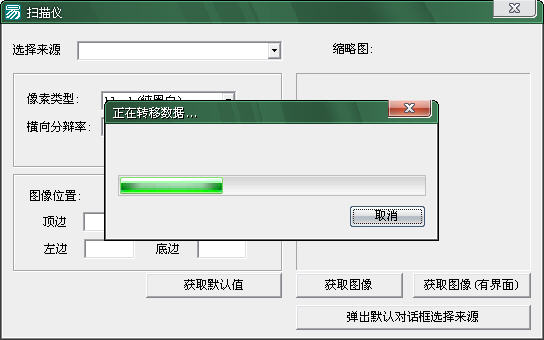 扫描仪
选择来源
缩略图:
像素类型:
横向分辩率:
正在转移数据...
取消
图像位置:
顶边
左边
底边
获取默认值
获取图像
获取图像(有界面)
弹出默认对话框选择来源